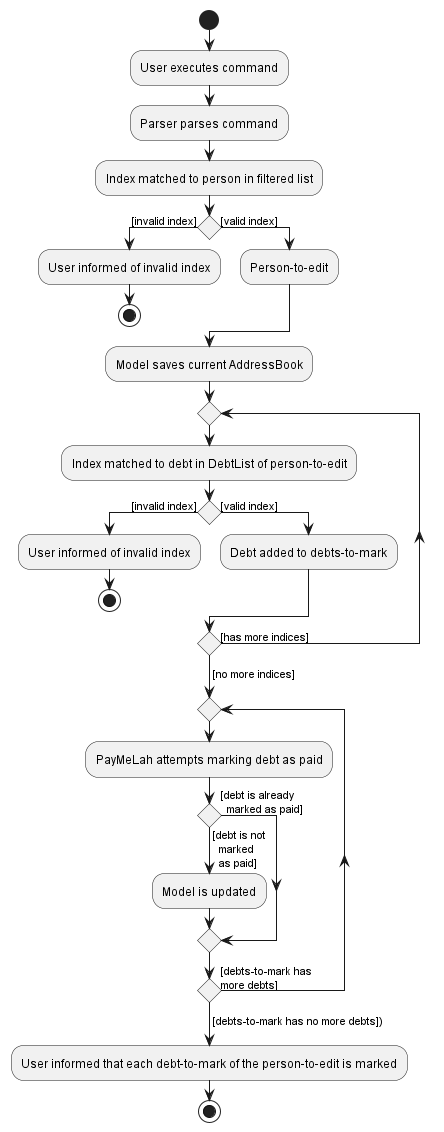 User executes command
Parser parses command
Index matched to person in filtered list
[invalid index]
[valid index]
User informed of invalid index
Person-to-edit
Model saves current AddressBook
Index matched to debt in DebtList of person-to-edit
[invalid index]
[valid index]
User informed of invalid index
Debt added to debts-to-mark
[has more indices]
[no more indices]
PayMeLah attempts marking debt as paid
[debt is already
marked as paid]
[debt is not
marked
as paid]
Model is updated
[debts-to-mark has
more debts]
[debts-to-mark has no more debts])
User informed that each debt-to-mark of the person-to-edit is marked